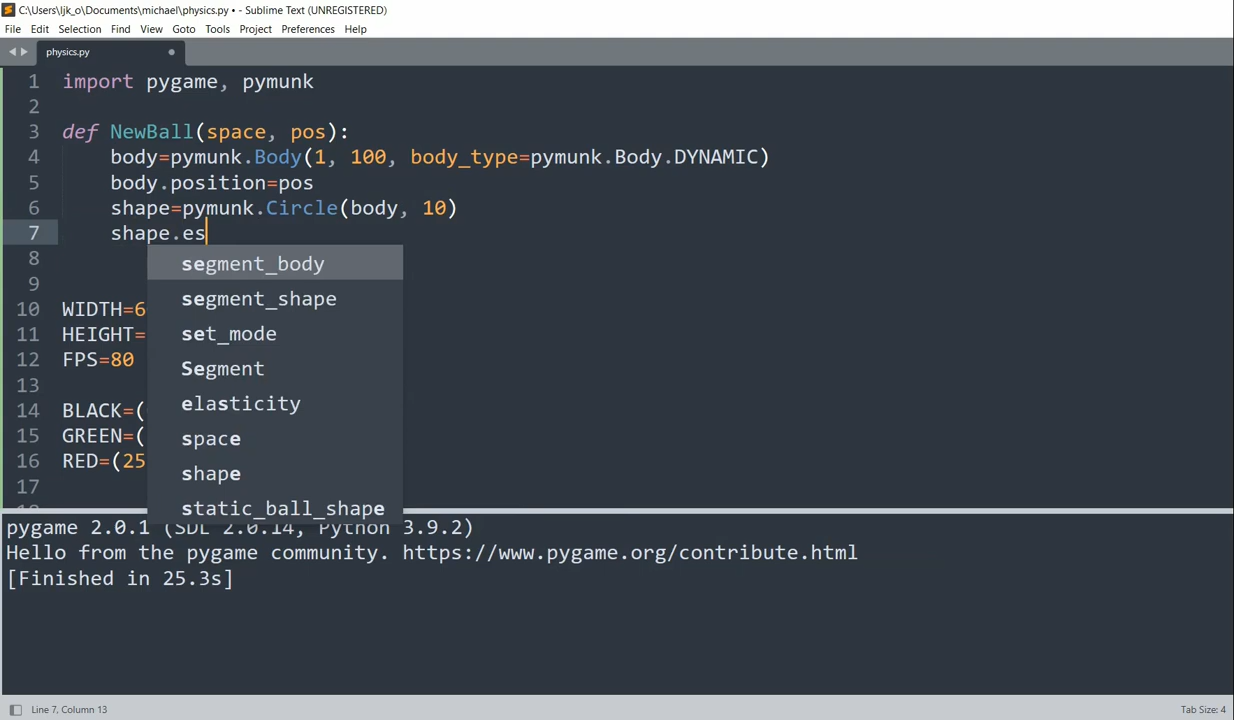 C:\Users\ljk_o\Documents\michael\physics.py • - Sublime Text (UNREGISTERED)
File Edit Selection Find View Goto Tools Project Preferences Help
physics.py
1 import pygame, pymunk
2
3 def NewBall(space, pos):
4 body=pymunk.Body(1, 100, body_type=pymunk.Body.DYNAMIC)
5 body.position=pos
6 shape=pymunk.Circle(body, 10)
7 shape.es
8 segment_body
9
segment_shape
10 WIDTH=6
11 HEIGHT= set_mode
12 FPS=80 Segment
13
elasticity
14 BLACK=(
15 GREEN=( space
16 RED=(25 shape
17
static_ball_shape
pygame 2.0.1 (SDL 2.0.14, Python 3.9.2)
Hello from the pygame community. https://www.pygame.org/contribute.html
[Finished in 25.3s]
Line 7, Column 13 Tab Size: 4